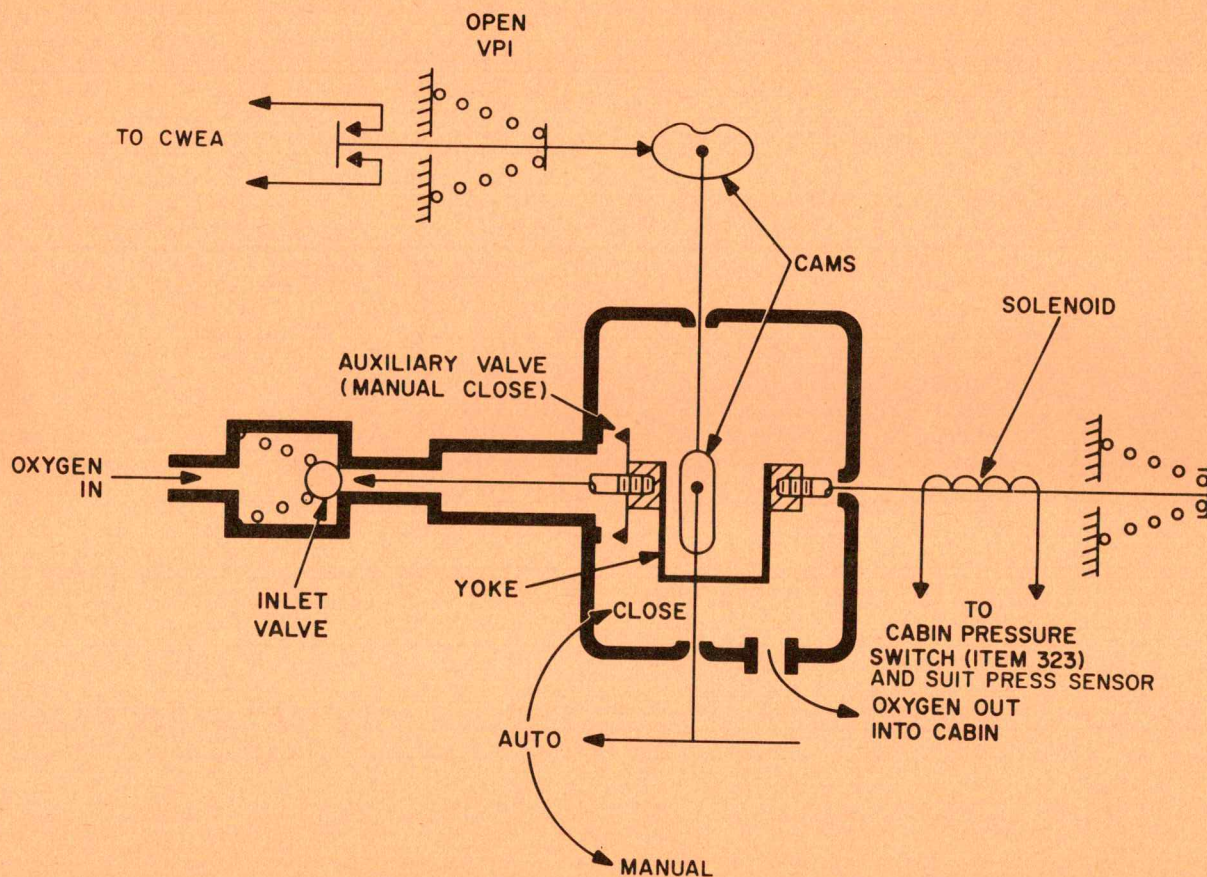 OPEN
VPI
TO CWEA
CAMS
SOLENOID
AUXILIARY VALVE
(MANUAL CLOSE)
OXYGEN
IN
INLET
VALVE
YOKE
CLOSE
TO
CABIN PRESSURE
SWITCH (ITEM 323)
AND SUIT PRESS SENSOR
OXYGEN OUT
INTO CABIN
AUTO
MANUAL